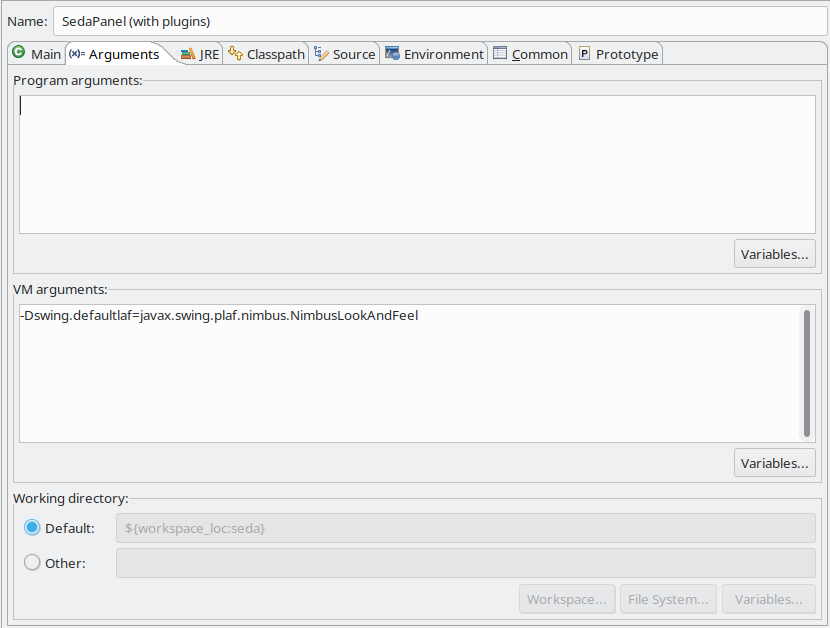 Name: SedaPanel (with plugins)
Main (x)= Arguments JRE Classpath Source Environment Common P Prototype
Program arguments:
Variables...
VM arguments:
-Dswing.defaultlaf=javax.swing.plaf.nimbus.NimbusLookAndFeel
Variables...
Working directory:
Default: ${workspace_loc:seda}
Other:
Workspace... File System... Variables...